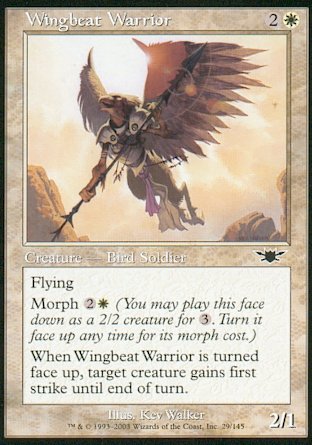 Wingbeat Warrior 2
Creature — Bird Soldier
Flying
Morph 2 (You may play this face
down as a 2/2 creature for 3. Turn it
face up any time for its morph cost.)
When Wingbeat Warrior is turned
face up, target creature gains first
strike until end of turn.
2/1
Illus. Kev Walker
™ & © 1993–2003 Wizards of the Coast, Inc. 29/145